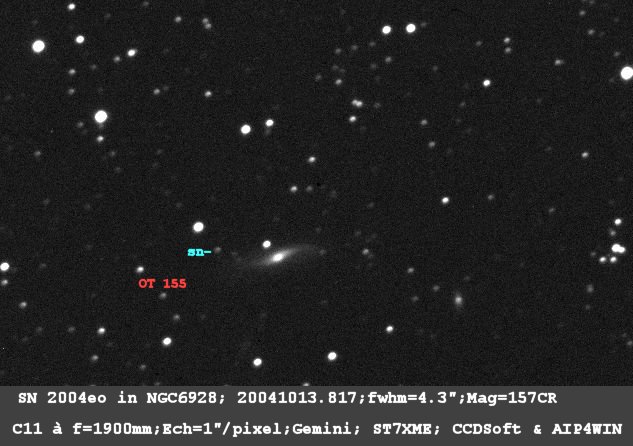 sn-
OT 155
SN 2004eo in NGC6928; 20041013.817;fwhm=4.3";Mag=157CR
C11 à f=1900mm;Ech=1"/pixel;Gemini; ST7XME; CCDSoft & AIP4WIN